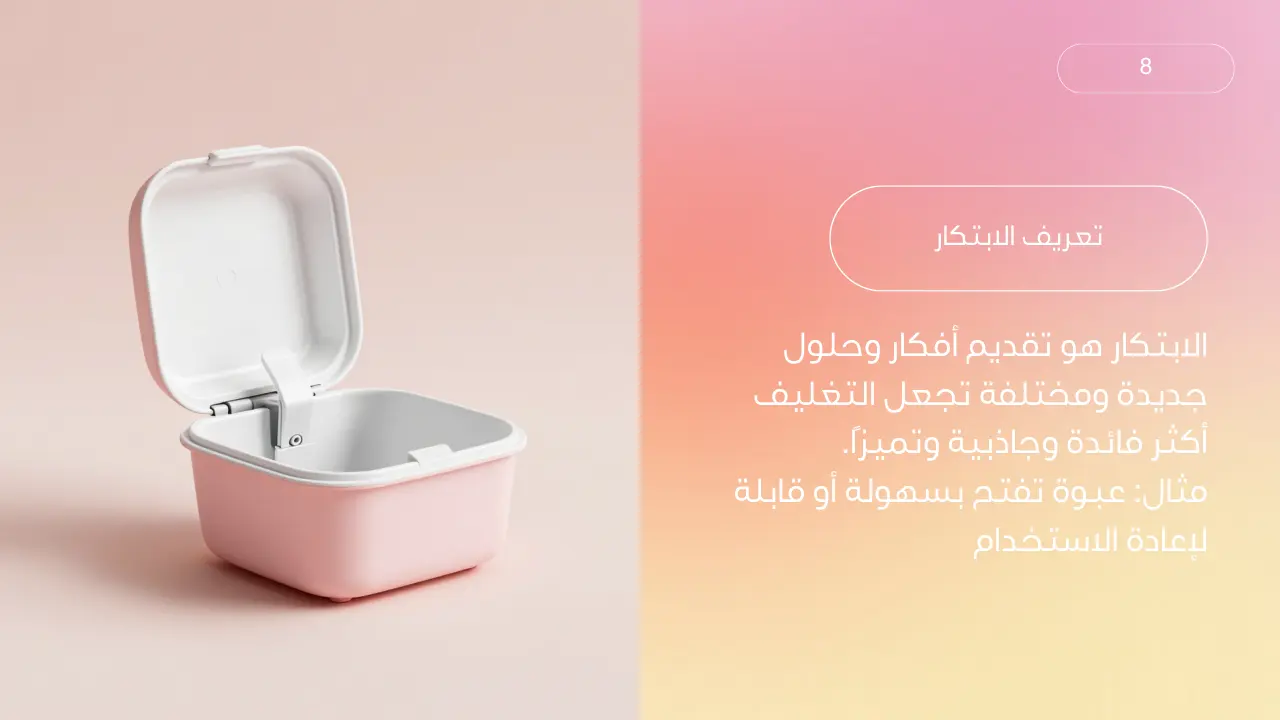 8
تعريف الابتكار
الابتكار هو تقديم أفكار وحلول
جديدة ومختلفة تجعل التغليف
أكثر فائدة وجاذبية وتميزًا.
مثال: عبوة تفتح بسهولة أو قابلة
لإعادة الاستخدام